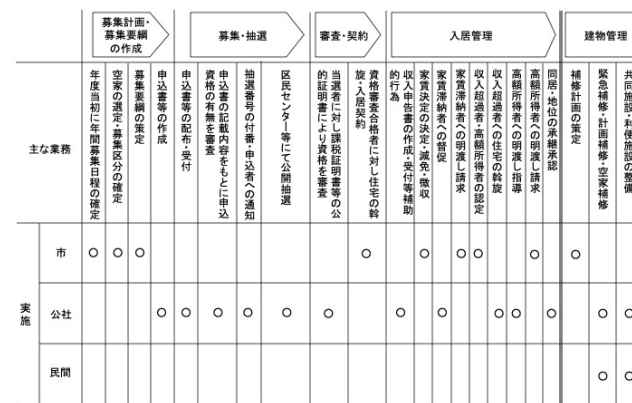 募集計画・
募集要綱
の作成
募集・抽選
審査・契約
入居管理
建物管理
主な業務
年度当初に年間募集日程の確定
空家の選定・募集区分の確定
募集要綱の策定
申込書等の作成
申込書等の配布・受付
申込書の記載内容をもとに申込
資格の有無を審査
抽選番号の付番・申込者への通知
区民センター等にて公開抽選
当選者に対し課税証明書等の公
的証明書により資格を審査
資格審査合格者に対し住宅の斡
旋・入居契約
収入申告書の作成・受付等補助
的行為
家賃決定の決定・減免・徴収
家賃滞納者への督促
家賃滞納者への明渡し請求
収入超過者・高額所得者の認定
収入超過者への住宅の斡旋
高額所得者への明渡し指導
高額所得者への明渡し請求
同居・地位の承継承認
補修計画の策定
緊急補修・計画補修・空家補修
共同施設・利便施設の整備
実施
市
○ ○ ○ ○ ○ ○ ○ ○ ○
公社
○ ○ ○ ○ ○ ○ ○ ○ ○ ○ ○ ○ ○
民間
○ ○